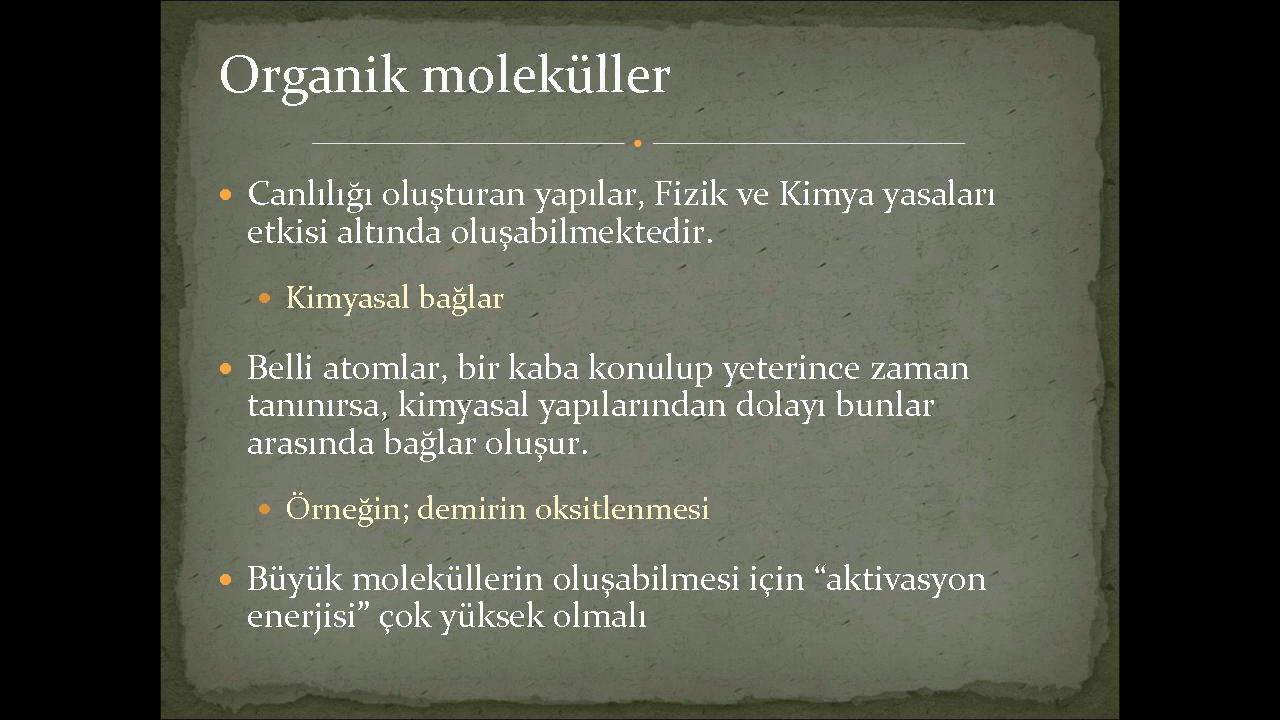 Organik moleküller
• Canlılığı oluşturan yapılar, Fizik ve Kimya yasaları
etkisi altında oluşabilmektedir.
• Kimyasal bağlar
• Belli atomlar, bir kaba konulup yeterince zaman
tanınırsa, kimyasal yapılarından dolayı bunlar
arasında bağlar oluşur.
• Örneğin; demirin oksitlenmesi
• Büyük moleküllerin oluşabilmesi için “aktivasyon
enerjisi” çok yüksek olmalı